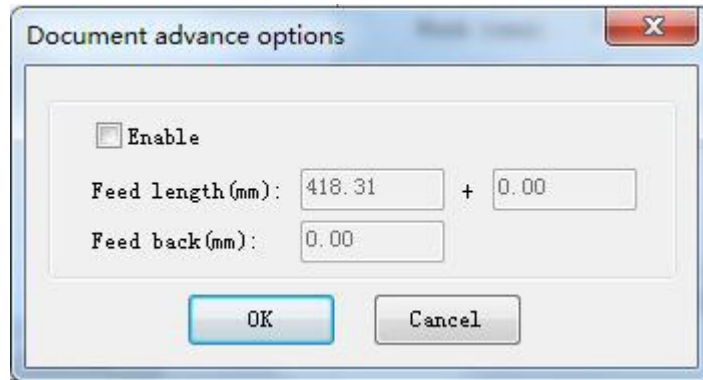 Document advance options
Enable
Feed length(mm): 418.31 + 0.00
Feed back(mm): 0.00
OK Cancel